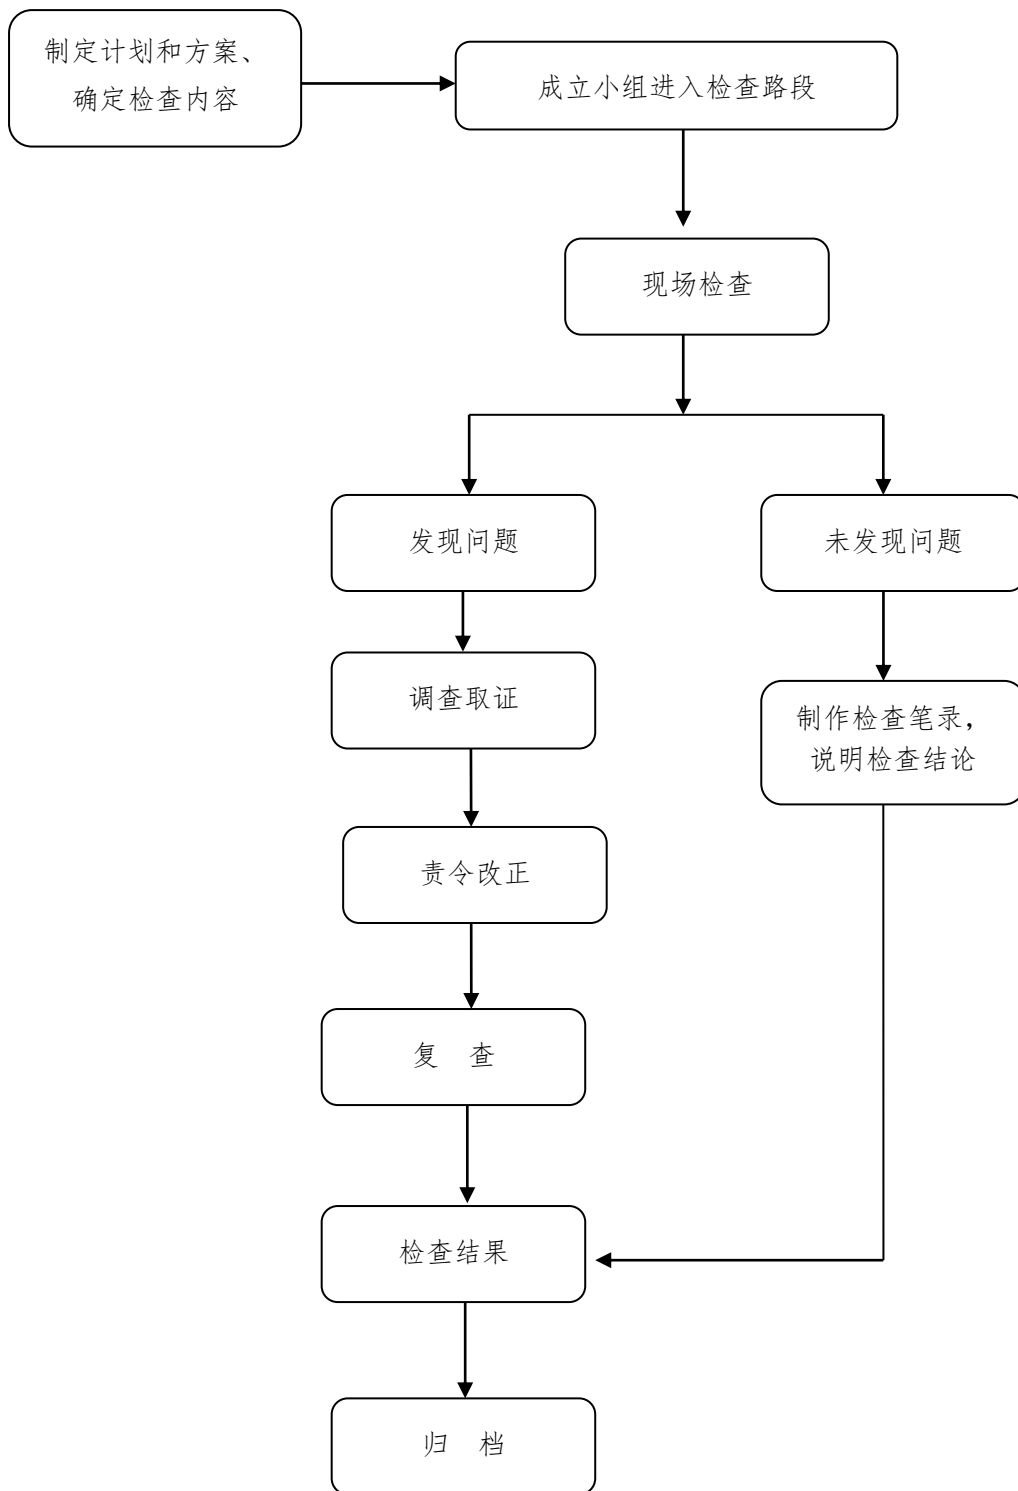 制定计划和方案、
确定检查内容
成立小组进入检查路段
现场检查
发现问题
未发现问题
调查取证
制作检查笔录，
说明检查结论
责令改正
复　查
检查结果
归　档